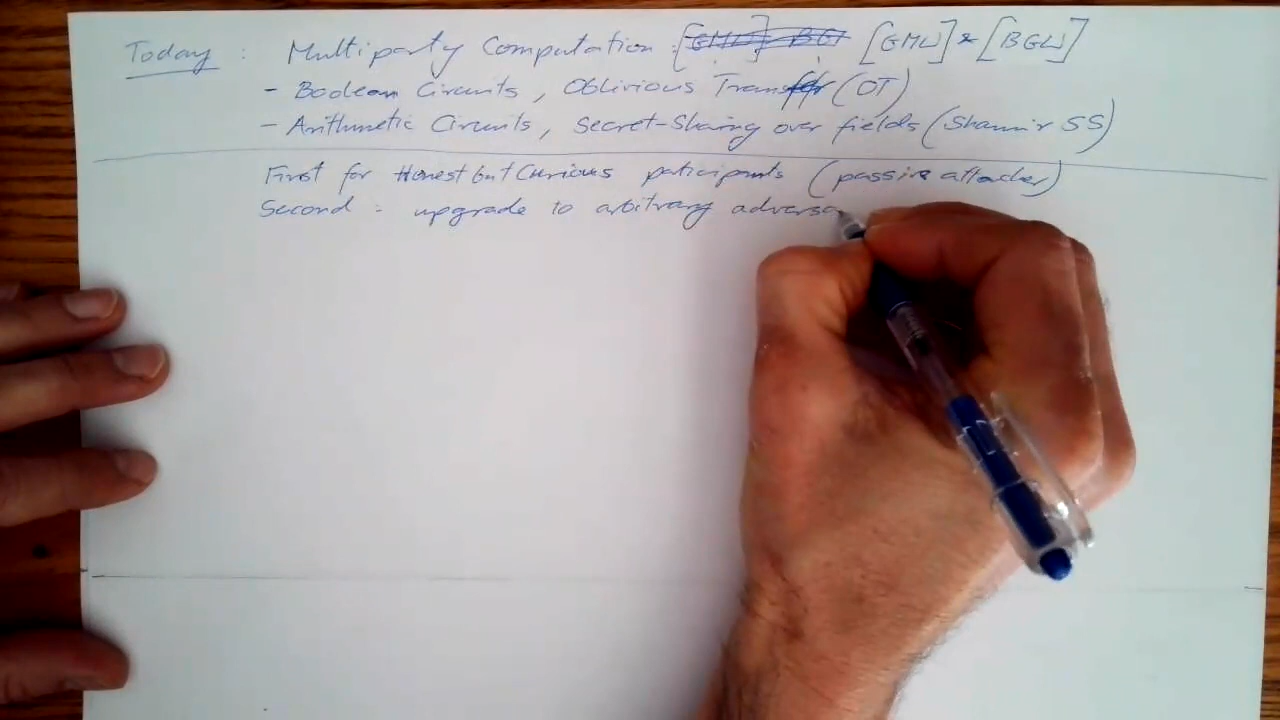 Today : Multiparty Computation : [GMW] & [BGW]
- Boolean Circuits, Oblivious Transfer (OT)
- Arithmetic Circuits, Secret-Sharing over fields (Shamir SS)
First for Honest but Curious participants (passive attacker)
Second : upgrade to arbitrary adversa